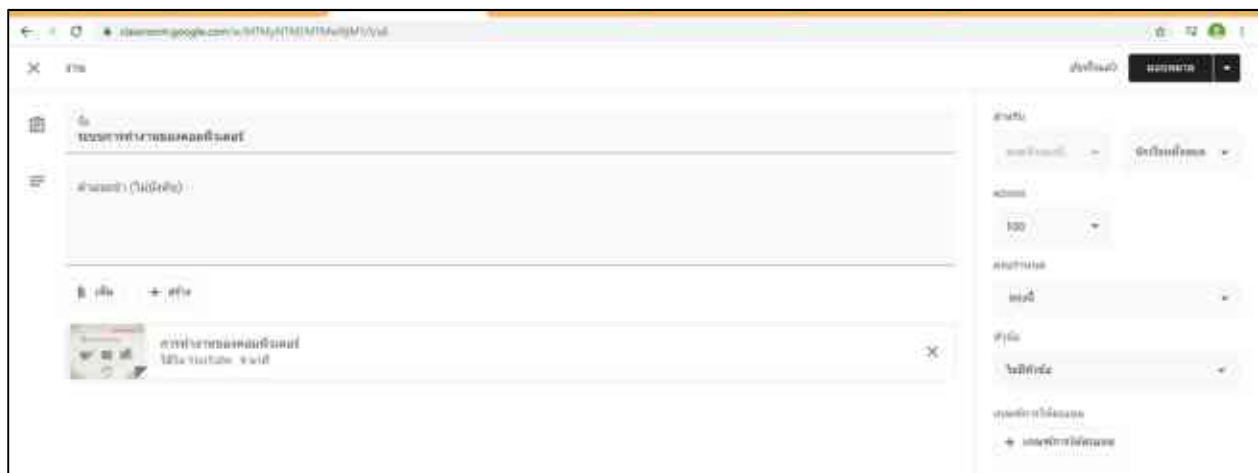 classroom.google.com
งาน
บันทึกแล้ว
มอบหมาย
ชื่อ
ระบบการทำงานของคอมพิวเตอร์
คำแนะนำ (ไม่บังคับ)
เพิ่ม
+ สร้าง
การทำงานของคอมพิวเตอร์
วิดีโอ YouTube
นาที
สำหรับ
นักเรียนทั้งหมด
คะแนน
100
ครบกำหนด
หัวข้อ
ไม่มีหัวข้อ
เกณฑ์การให้คะแนน
+ เกณฑ์การให้คะแนน